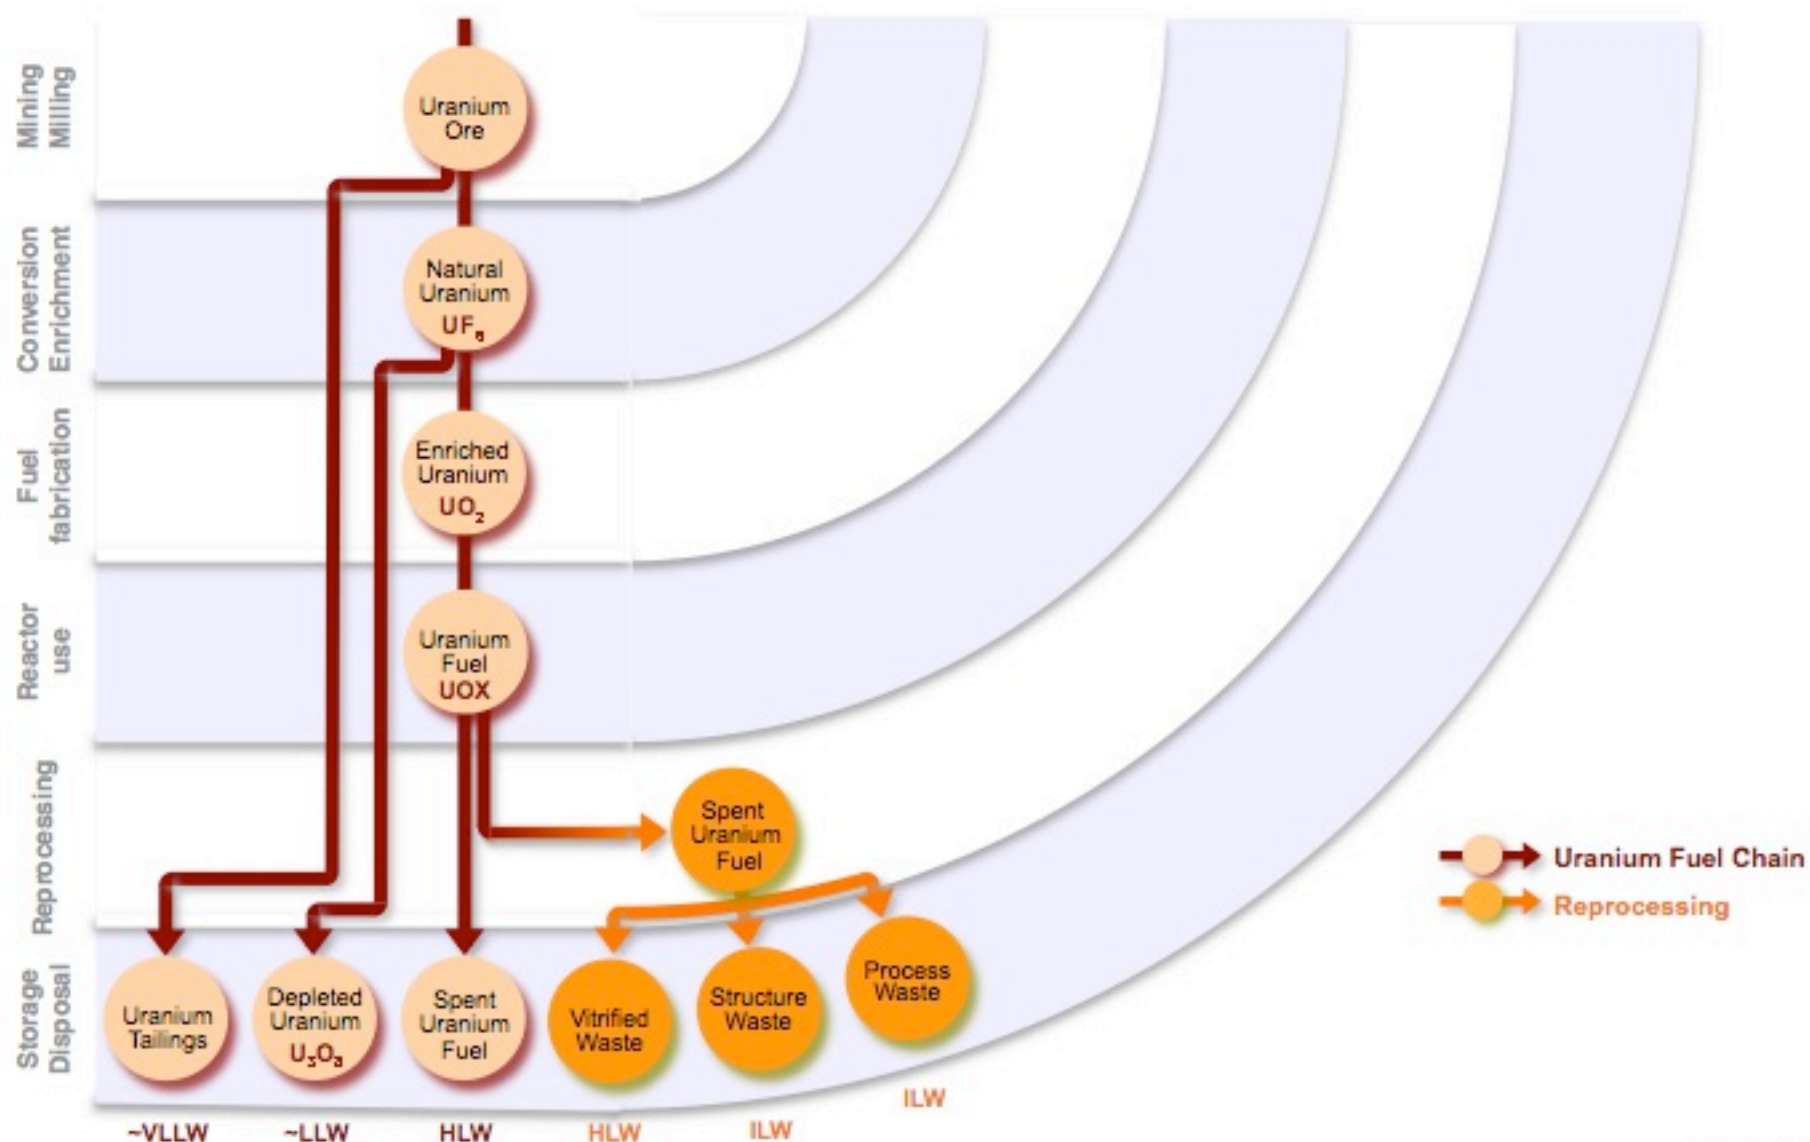 Mining
Milling
Uranium
Ore
Conversion
Enrichment
Natural
Uranium
UF₆
Fuel
fabrication
Enriched
Uranium
UO₂
Reactor
use
Uranium
Fuel
UOX
Reprocessing
Spent
Uranium
Fuel
Uranium Fuel Chain
Reprocessing
Storage
Disposal
Uranium
Tailings
Depleted
Uranium
U₃O₈
Spent
Uranium
Fuel
Vitrified
Waste
Structure
Waste
Process
Waste
~VLLW
~LLW
HLW
HLW
ILW
ILW